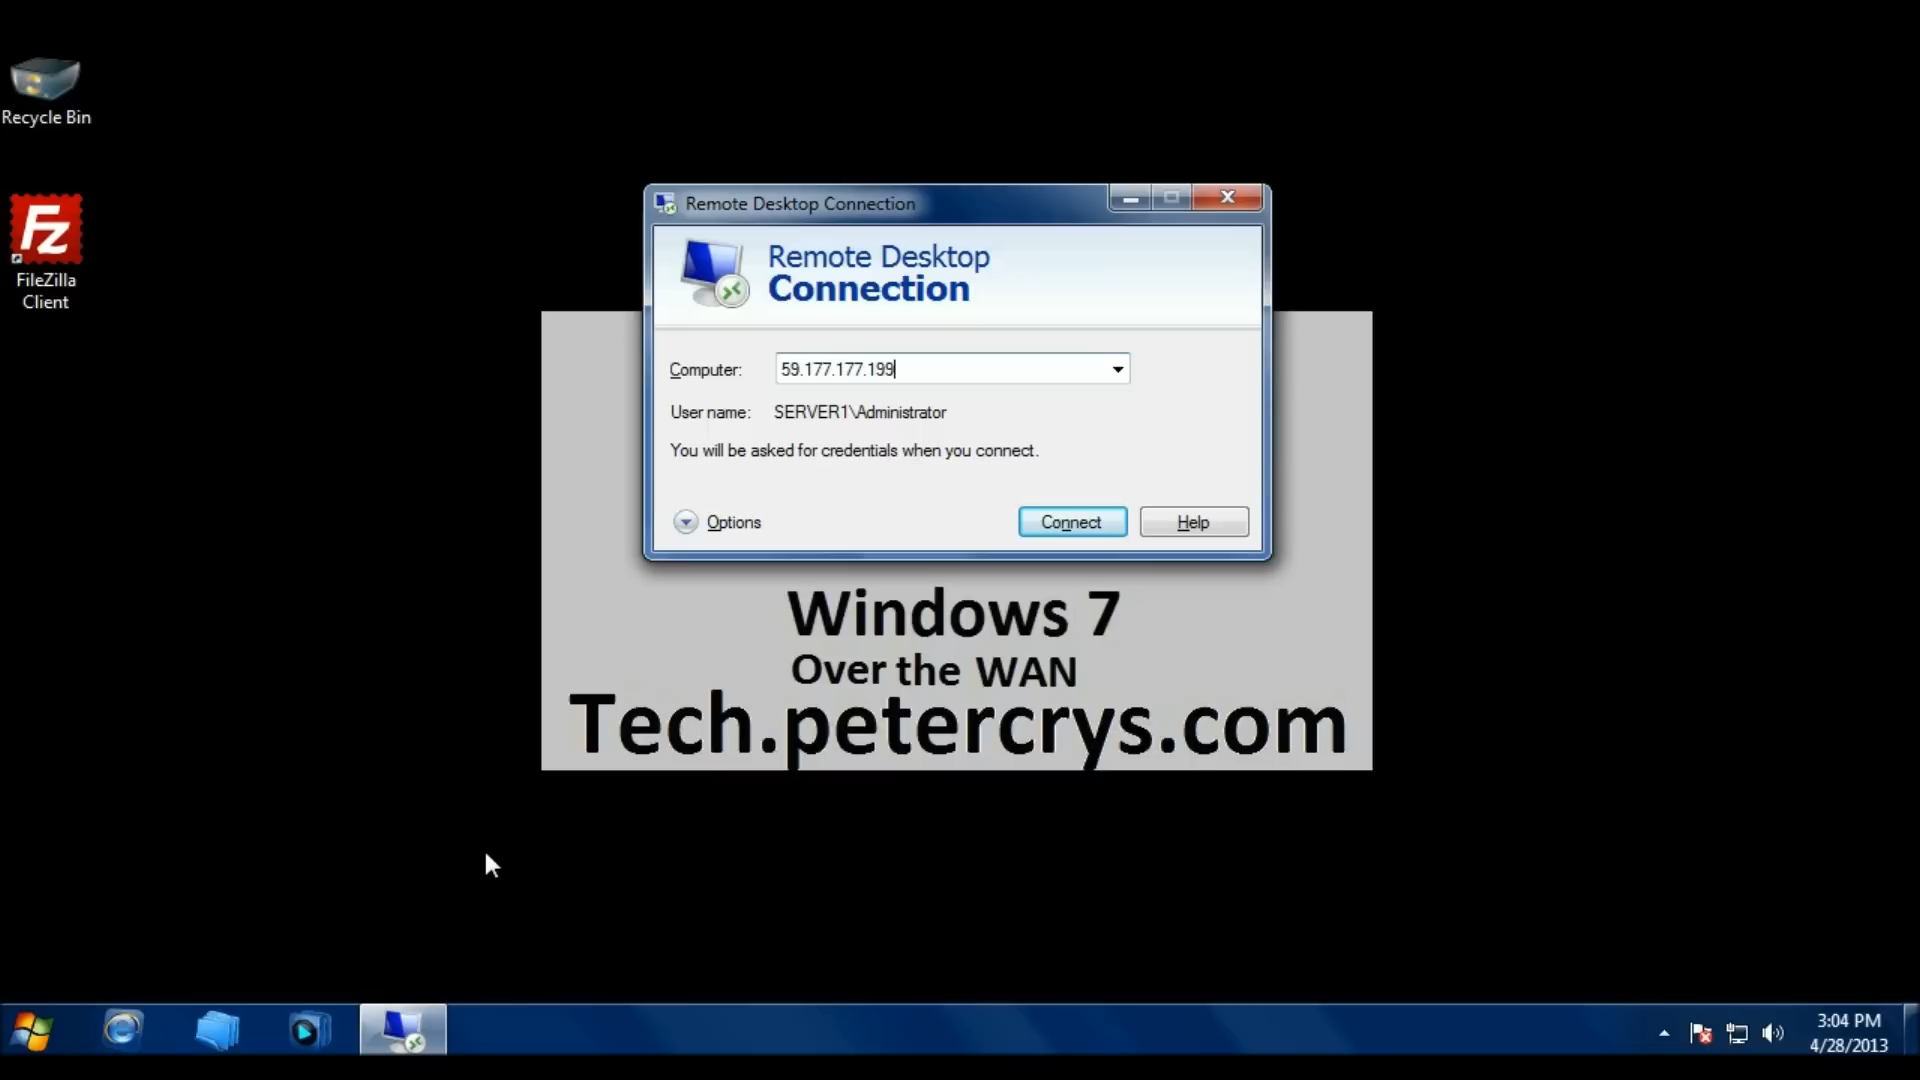 Recycle Bin
FileZilla
Client
Remote Desktop Connection
Remote Desktop
Connection
Computer: 59.177.177.199
User name: SERVER1\Administrator
You will be asked for credentials when you connect.
Options Connect Help
Windows 7
Over the WAN
Tech.petercrys.com
3:04 PM
4/28/2013